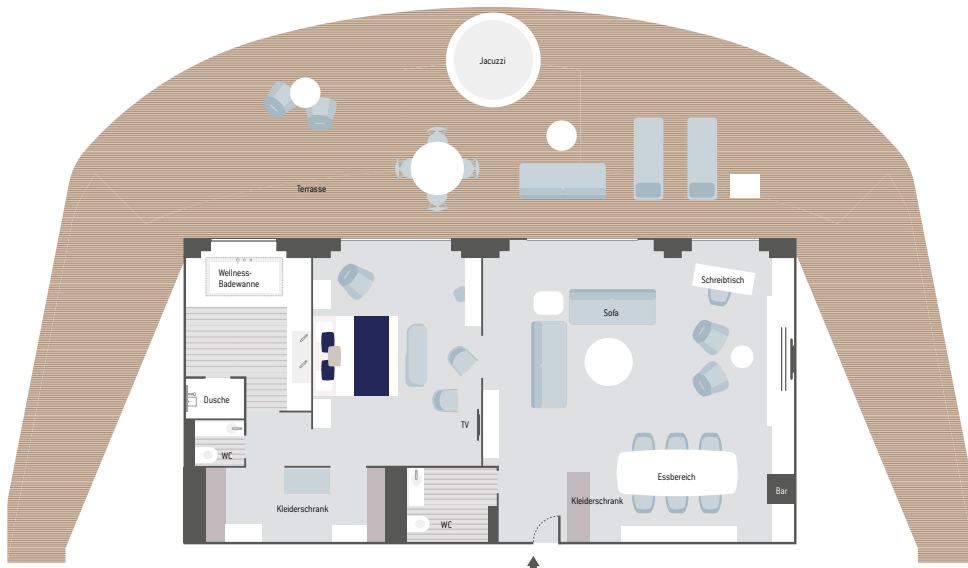 Jacuzzi
Terrasse
Wellness-
Badewanne
Schreibtisch
Sofa
Dusche
TV
WC
Essbereich
Bar
Kleiderschrank
Kleiderschrank
WC